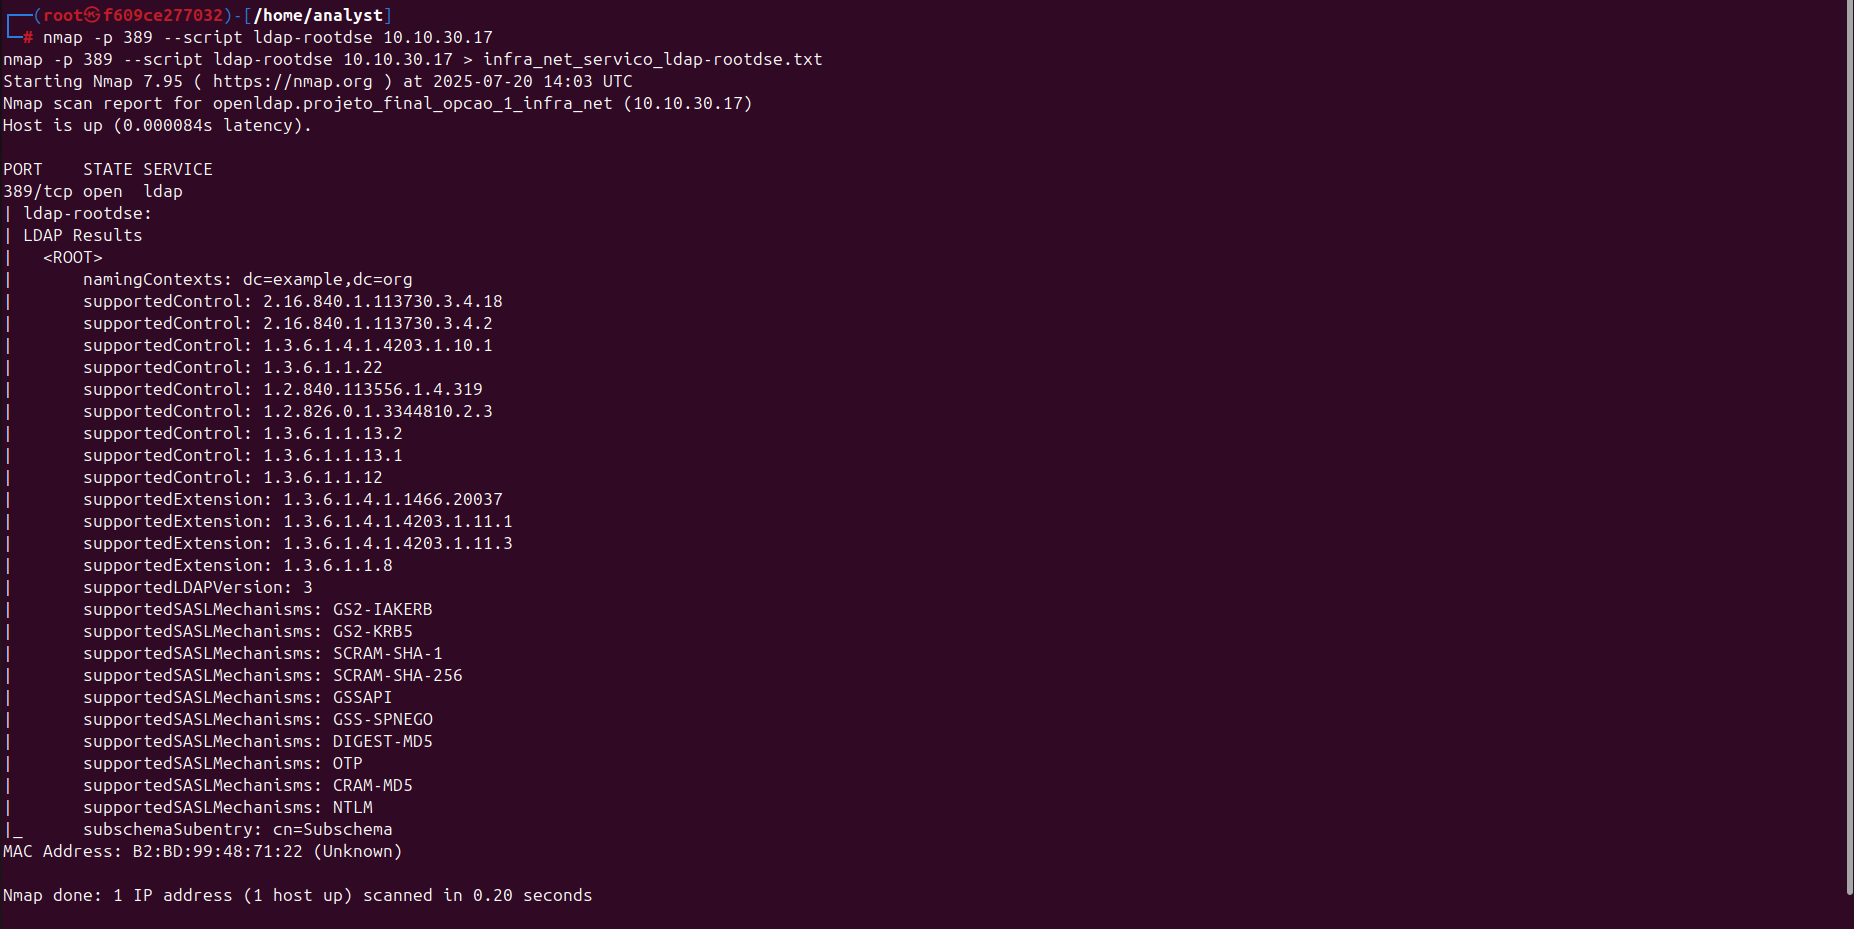 ┌──(root㉿f609ce277032)-[/home/analyst]
└─# nmap -p 389 --script ldap-rootdse 10.10.30.17
nmap -p 389 --script ldap-rootdse 10.10.30.17 > infra_net_servico_ldap-rootdse.txt
Starting Nmap 7.95 ( https://nmap.org ) at 2025-07-20 14:03 UTC
Nmap scan report for openldap.projeto_final_opcao_1_infra_net (10.10.30.17)
Host is up (0.000084s latency).

PORT    STATE SERVICE
389/tcp open  ldap
| ldap-rootdse:
| LDAP Results
|   <ROOT>
|       namingContexts: dc=example,dc=org
|       supportedControl: 2.16.840.1.113730.3.4.18
|       supportedControl: 2.16.840.1.113730.3.4.2
|       supportedControl: 1.3.6.1.4.1.4203.1.10.1
|       supportedControl: 1.3.6.1.1.22
|       supportedControl: 1.2.840.113556.1.4.319
|       supportedControl: 1.2.826.0.1.3344810.2.3
|       supportedControl: 1.3.6.1.1.13.2
|       supportedControl: 1.3.6.1.1.13.1
|       supportedControl: 1.3.6.1.1.12
|       supportedExtension: 1.3.6.1.4.1.1466.20037
|       supportedExtension: 1.3.6.1.4.1.4203.1.11.1
|       supportedExtension: 1.3.6.1.4.1.4203.1.11.3
|       supportedExtension: 1.3.6.1.1.8
|       supportedLDAPVersion: 3
|       supportedSASLMechanisms: GS2-IAKERB
|       supportedSASLMechanisms: GS2-KRB5
|       supportedSASLMechanisms: SCRAM-SHA-1
|       supportedSASLMechanisms: SCRAM-SHA-256
|       supportedSASLMechanisms: GSSAPI
|       supportedSASLMechanisms: GSS-SPNEGO
|       supportedSASLMechanisms: DIGEST-MD5
|       supportedSASLMechanisms: OTP
|       supportedSASLMechanisms: CRAM-MD5
|       supportedSASLMechanisms: NTLM
|_      subschemaSubentry: cn=Subschema
MAC Address: B2:BD:99:48:71:22 (Unknown)

Nmap done: 1 IP address (1 host up) scanned in 0.20 seconds